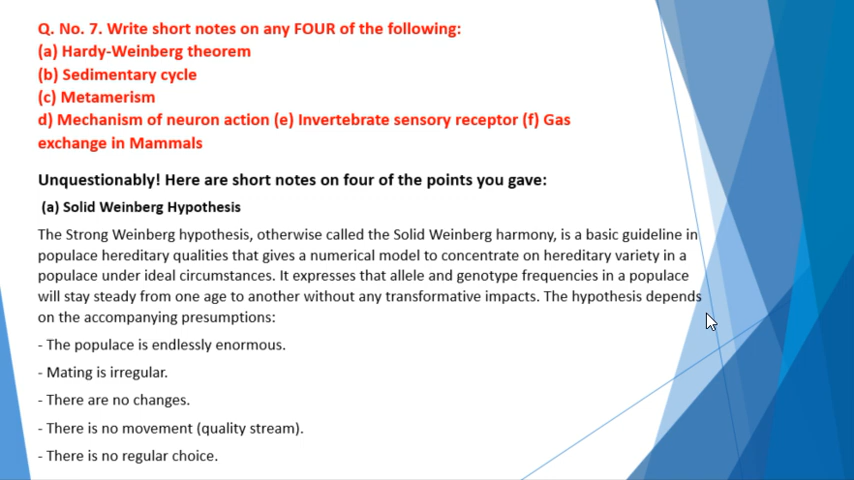 Q. No. 7. Write short notes on any FOUR of the following:
(a) Hardy-Weinberg theorem
(b) Sedimentary cycle
(c) Metamerism
d) Mechanism of neuron action (e) Invertebrate sensory receptor (f) Gas
exchange in Mammals
Unquestionably! Here are short notes on four of the points you gave:
(a) Solid Weinberg Hypothesis
The Strong Weinberg hypothesis, otherwise called the Solid Weinberg harmony, is a basic guideline in
populace hereditary qualities that gives a numerical model to concentrate on hereditary variety in a
populace under ideal circumstances. It expresses that allele and genotype frequencies in a populace
will stay steady from one age to another without any transformative impacts. The hypothesis depends
on the accompanying presumptions:
- The populace is endlessly enormous.
- Mating is irregular.
- There are no changes.
- There is no movement (quality stream).
- There is no regular choice.